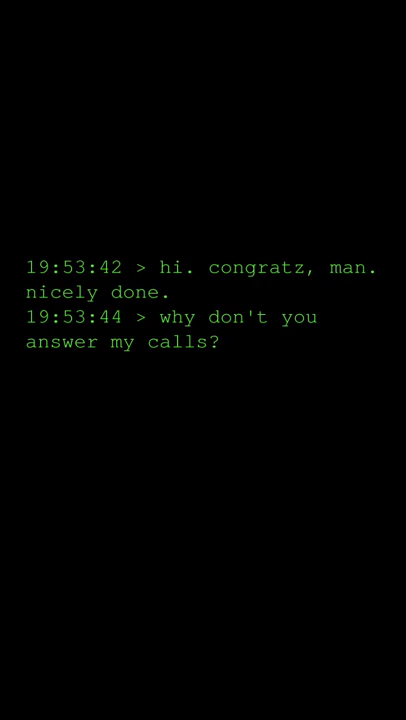 19:53:42 > hi. congratz, man.
nicely done.
19:53:44 > why don't you
answer my calls?